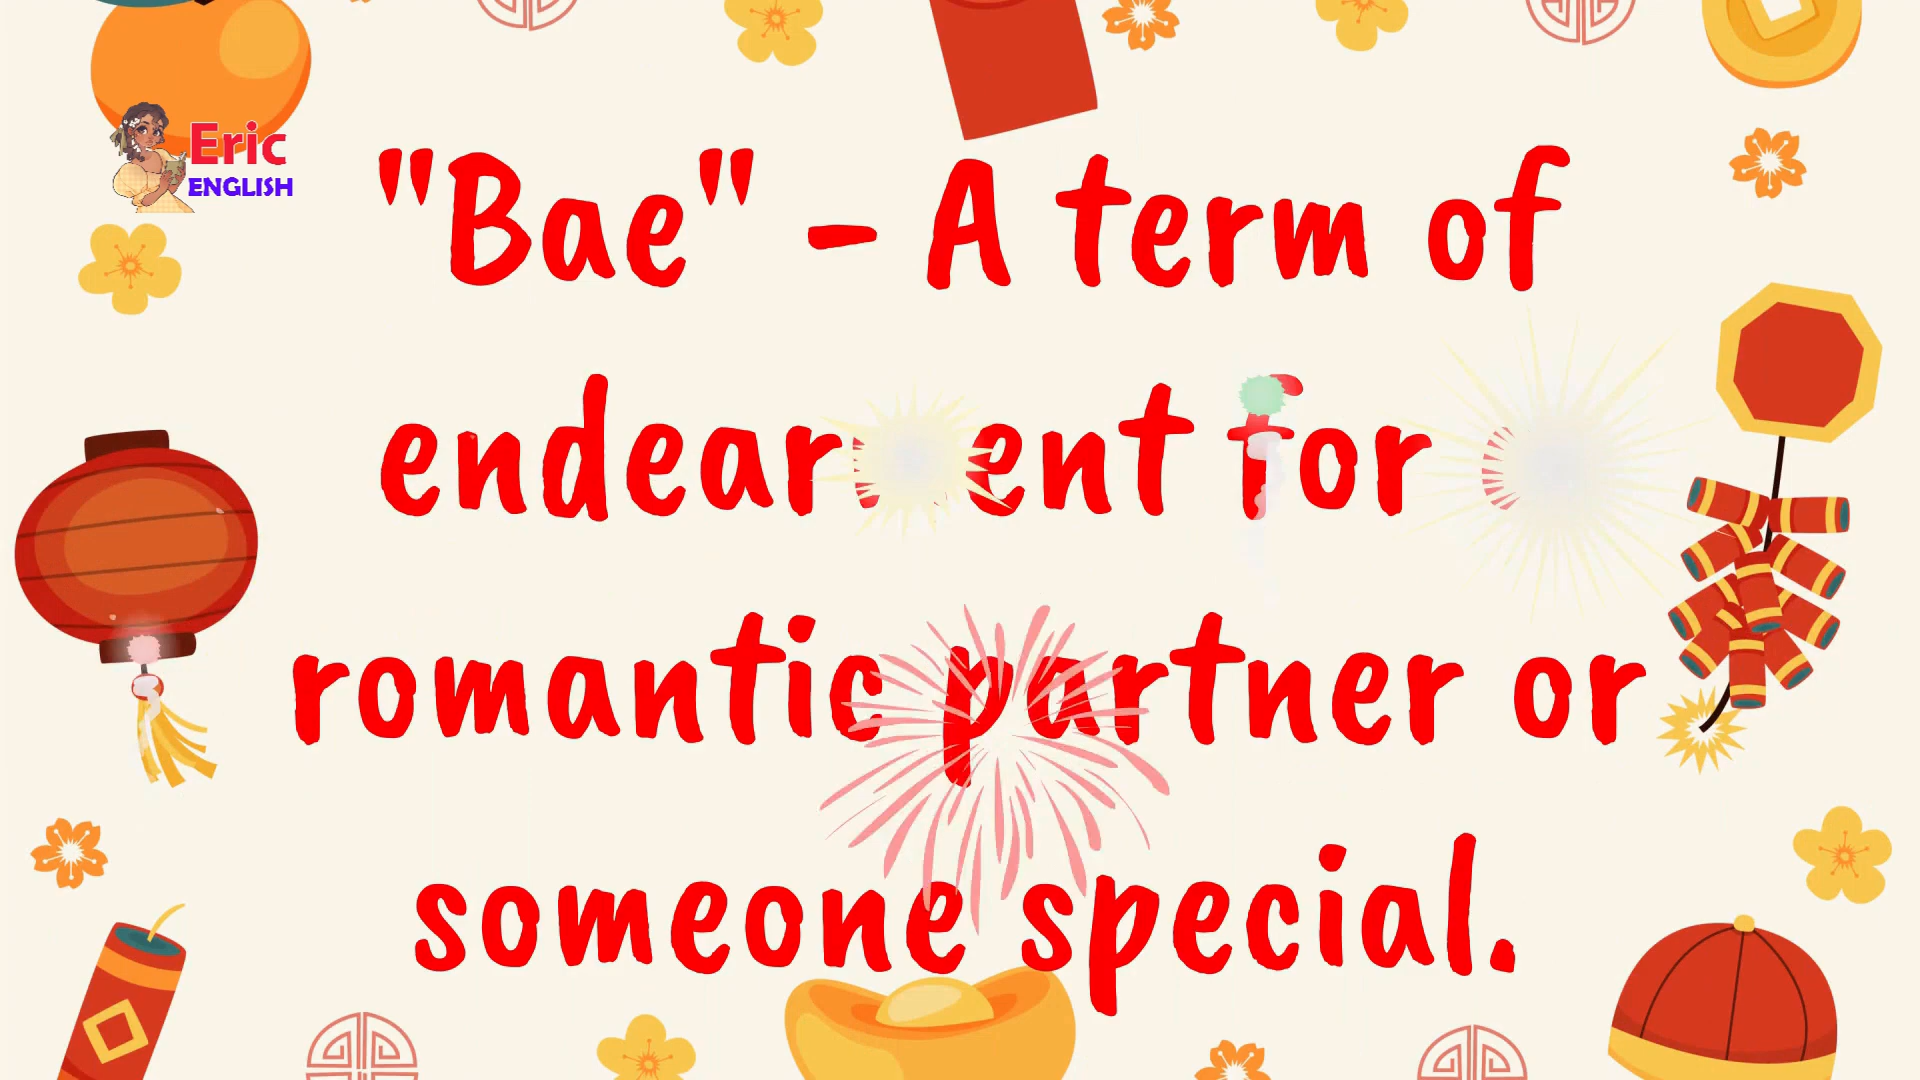 Eric
ENGLISH
"Bae" - A term of
endearment for
romantic partner or
someone special.